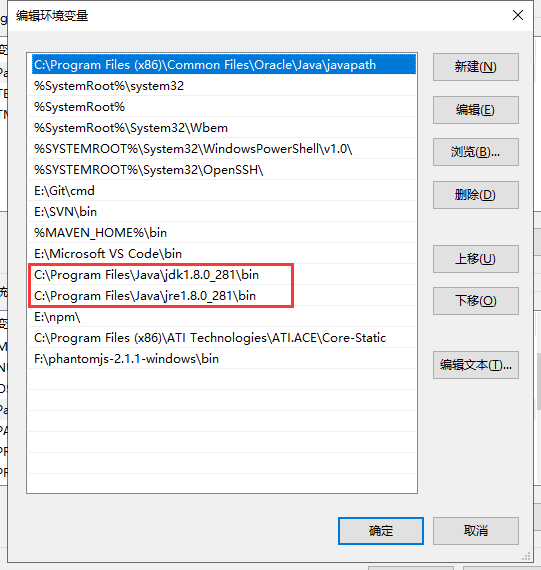 编辑环境变量
C:\Program Files (x86)\Common Files\Oracle\Java\javapath
%SystemRoot%\system32
%SystemRoot%
%SystemRoot%\System32\Wbem
%SYSTEMROOT%\System32\WindowsPowerShell\v1.0\
%SYSTEMROOT%\System32\OpenSSH\
E:\Git\cmd
E:\SVN\bin
%MAVEN_HOME%\bin
E:\Microsoft VS Code\bin
C:\Program Files\Java\jdk1.8.0_281\bin
C:\Program Files\Java\jre1.8.0_281\bin
E:\npm\
C:\Program Files (x86)\ATI Technologies\ATI.ACE\Core-Static
F:\phantomjs-2.1.1-windows\bin
新建(N)
编辑(E)
浏览(B)...
删除(D)
上移(U)
下移(O)
编辑文本(T)...
确定
取消